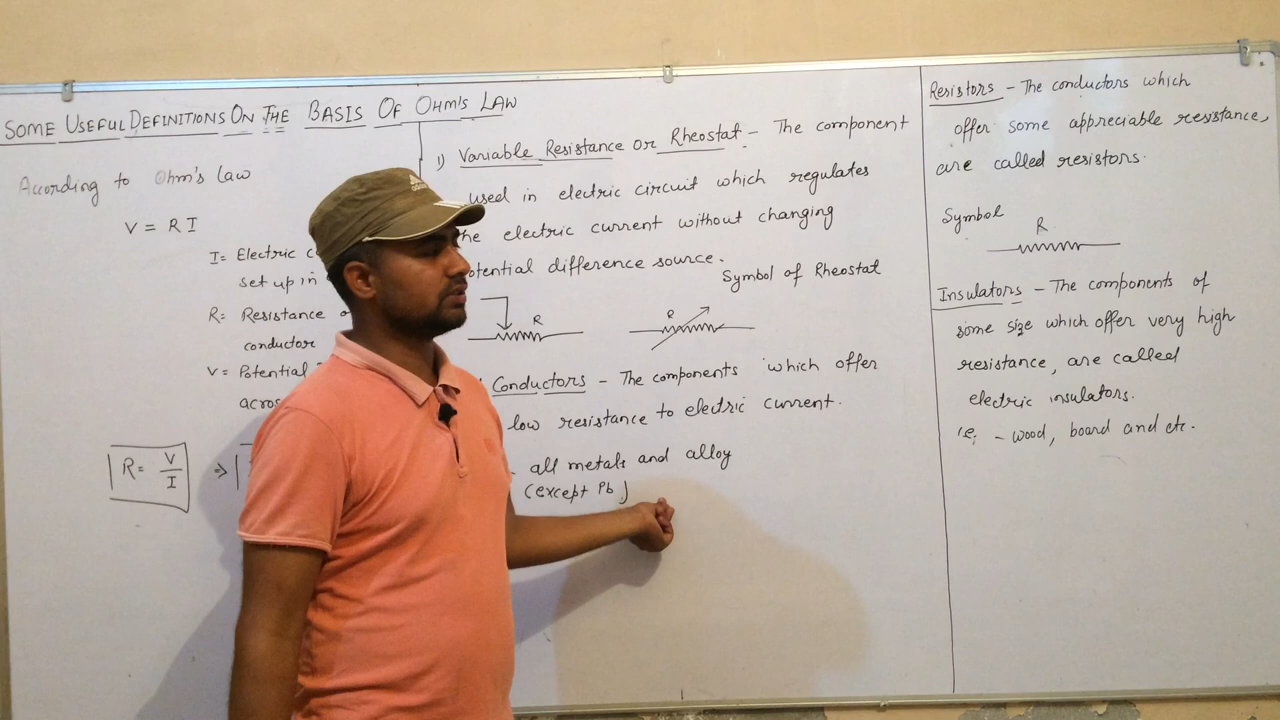 SOME USEFUL DEFINITIONS ON THE BASIS OF OHM'S LAW
According to Ohm's Law
V = R I
I = Electric
set up in
R = Resistance
conductor
V = Potential
R = V/I ⇒
1) Variable Resistance or Rheostat - The component
used in electric circuit which regulates
electric current without changing
difference source.
Symbol of Rheostat
R
R
Conductors - The components which offer
low resistance to electric current.
- all metals and alloy
(except Pb)
Resistors - The conductors which
offer some appreciable resistance,
are called resistors.
Symbol
R
Insulators - The components of
some size which offer very high
resistance, are called
electric insulators.
i.e; - wood, board and etc.
adidas